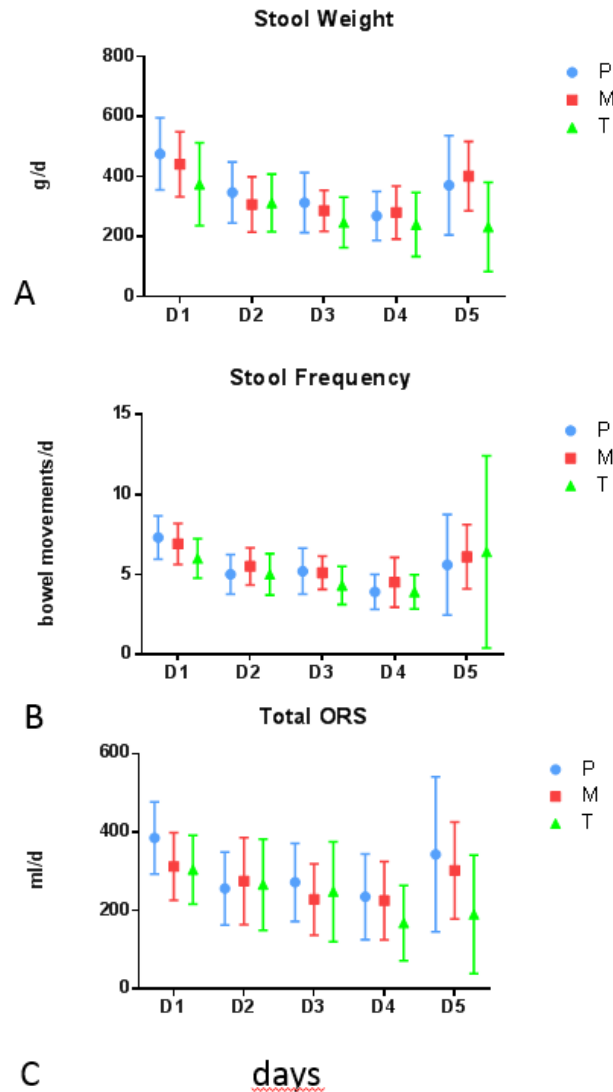 Stool Weight
800
600
400
200
0
g/d
D1 D2 D3 D4 D5
P
M
T
A
Stool Frequency
15
10
5
0
bowel movements/d
D1 D2 D3 D4 D5
P
M
T
B
Total ORS
600
400
200
0
ml/d
D1 D2 D3 D4 D5
P
M
T
C
days